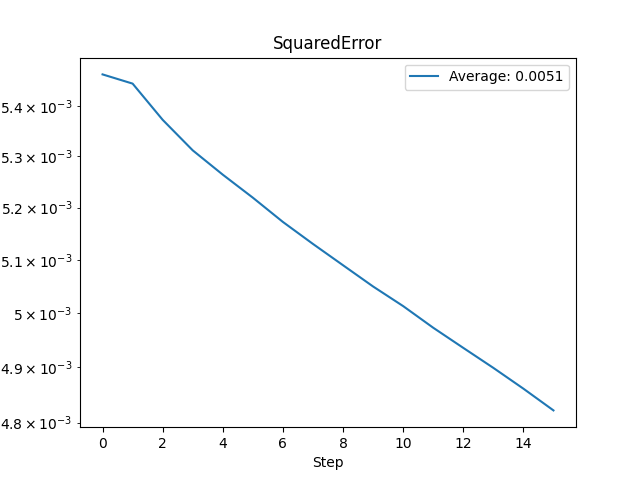 SquaredError
Average: 0.0051
5.4 × 10⁻³
5.3 × 10⁻³
5.2 × 10⁻³
5.1 × 10⁻³
5 × 10⁻³
4.9 × 10⁻³
4.8 × 10⁻³
0 2 4 6 8 10 12 14
Step